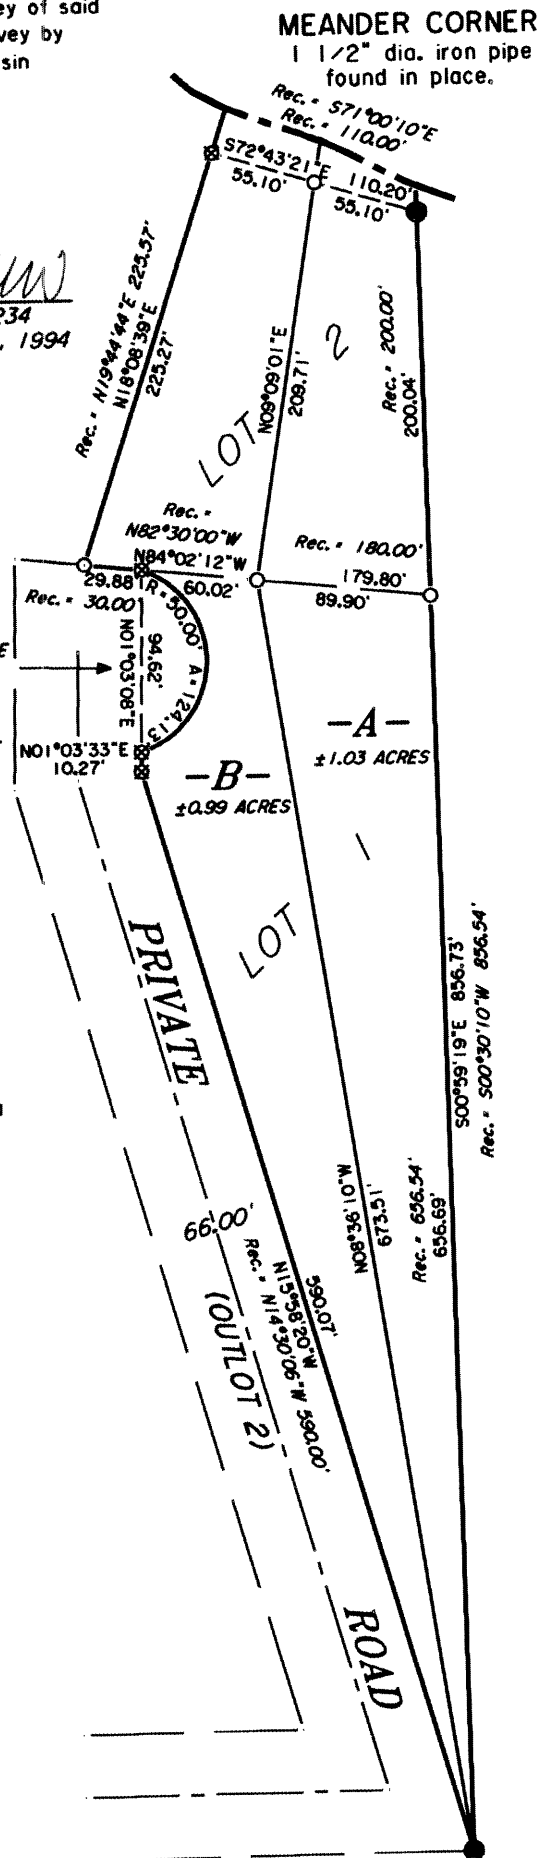 ey of said
vey by
sin
MEANDER CORNER
1 1/2" dia. iron pipe
found in place.
Rec. = S71°00'10"E
Rec. = 110.00'
S72°43'21"E
110.20'
55.10'
55.10'
234
, 1994
Rec. = N19°44'44"E 225.57'
N18°08'39"E
225.27'
N09°09'01"E
209.71'
LOT 2
Rec. = 200.00'
200.04'
Rec. =
N82°30'00"W
N84°02'12"W
29.88'
60.02'
Rec. = 30.00'
Rec. = 180.00'
179.80'
89.90'
R = 50.00'
A = 124.13'
94.62'
N01°03'08"E
E
N01°03'33"E
10.27'
-A-
±1.03 ACRES
-B-
±0.99 ACRES
LOT 1
PRIVATE
S00°59'19"E 856.73'
Rec. = S00°30'10"W 856.54'
N08°36'10"W
673.51'
Rec. = 656.54'
656.69'
66.00'
590.07'
N15°58'20"W
Rec. = N14°30'06"W 590.00'
(OUTLOT 2)
ROAD